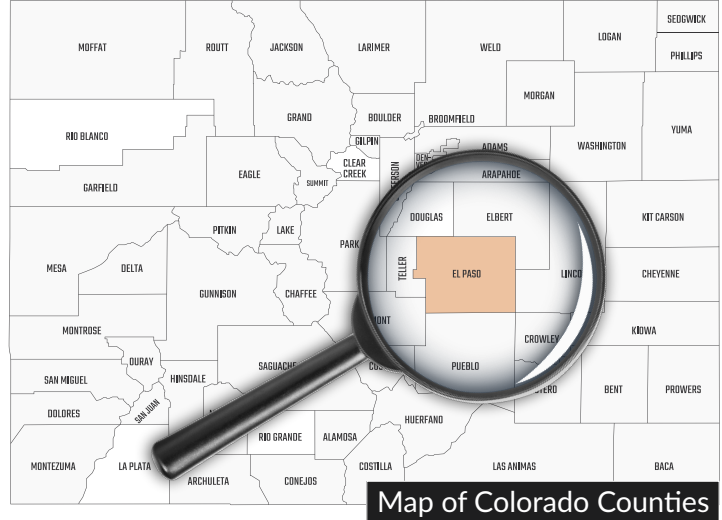 SEDGWICK
MOFFAT
ROUTT
JACKSON
LARIMER
WELD
LOGAN
PHILLIPS
MORGAN
GRAND
BOULDER
BROOMFIELD
RIO BLANCO
GILPIN
ADAMS
WASHINGTON
YUMA
DEN-
CLEAR
CREEK
EAGLE
SUMMIT
ARAPAHOE
GARFIELD
DOUGLAS
ELBERT
KIT CARSON
PITKIN
LAKE
PARK
MESA
DELTA
TELLER
EL PASO
LINCO
CHEYENNE
GUNNISON
CHAFFEE
MONTROSE
CROWLEY
KIOWA
OURAY
SAGUACHE
PUEBLO
SAN MIGUEL
HINSDALE
BENT
PROWERS
DOLORES
SAN JUAN
HUERFANO
RIO GRANDE
ALAMOSA
MONTEZUMA
LA PLATA
ARCHULETA
CONEJOS
COSTILLA
LAS ANIMAS
BACA
Map of Colorado Counties